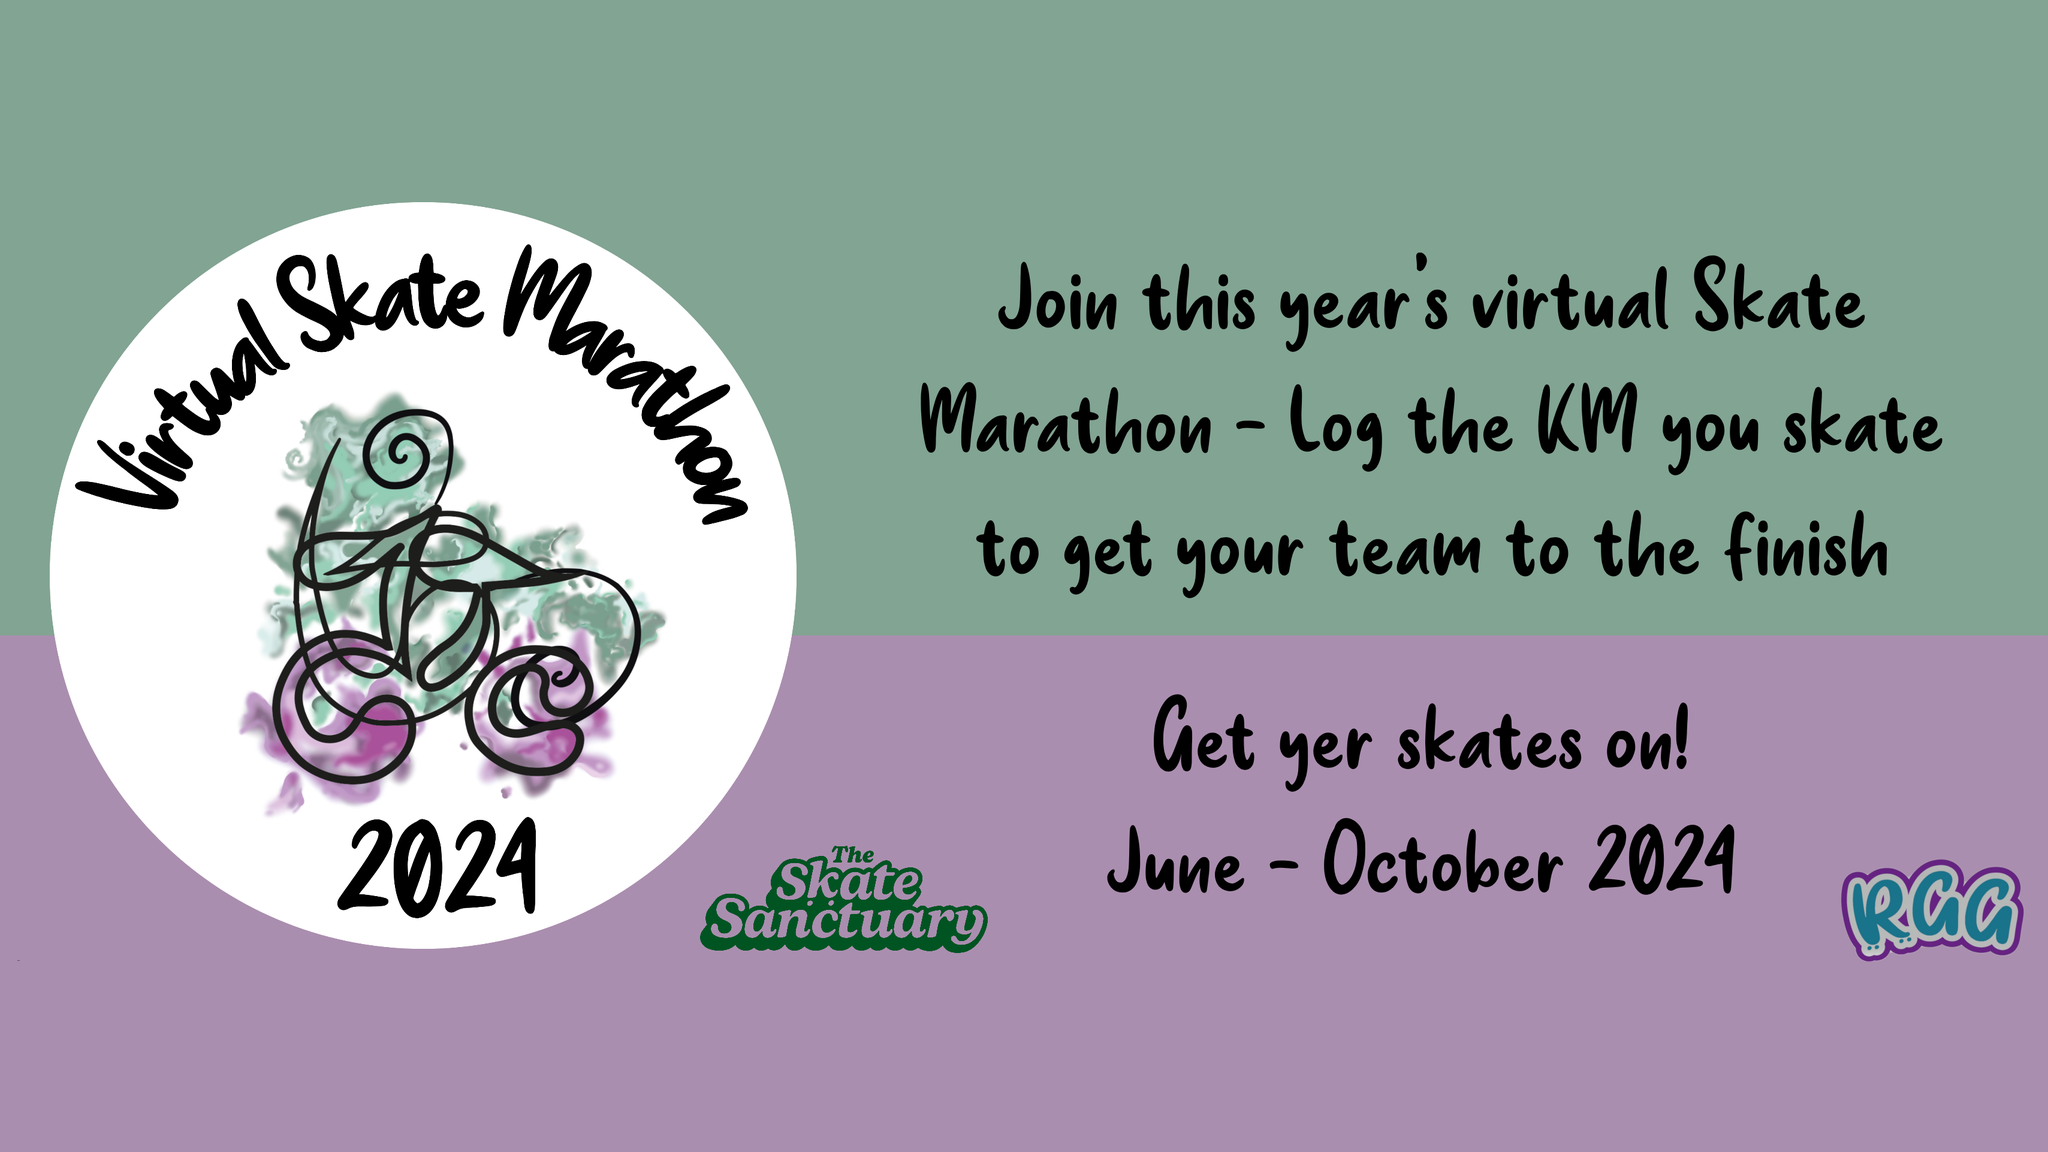 Virtual Skate Marathon
2024
Join this year's virtual Skate
Marathon - Log the KM you skate
to get your team to the finish
Get yer skates on!
June - October 2024
The
Skate
Sanctuary
RGG